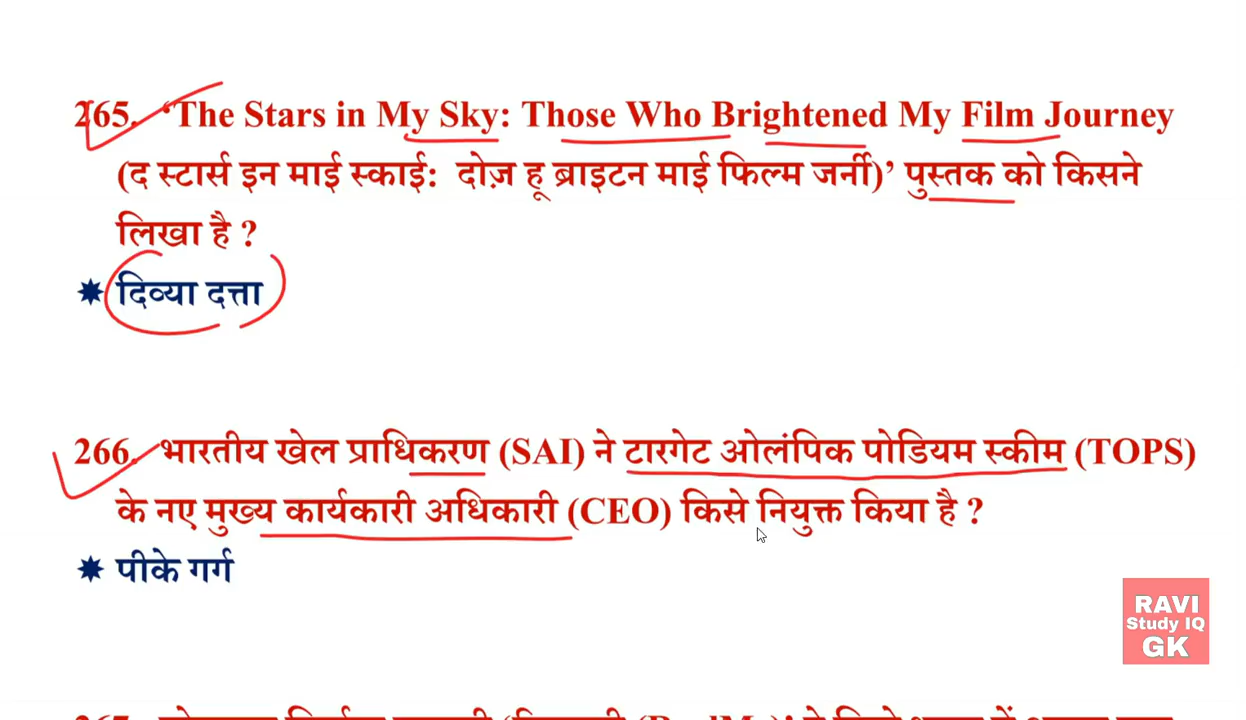 265. ‘The Stars in My Sky: Those Who Brightened My Film Journey
(द स्टार्स इन माई स्काई: दोज़ हू ब्राइटन माई फिल्म जर्नी)’ पुस्तक को किसने
लिखा है ?
✷ दिव्या दत्ता
266. भारतीय खेल प्राधिकरण (SAI) ने टारगेट ओलंपिक पोडियम स्कीम (TOPS)
के नए मुख्य कार्यकारी अधिकारी (CEO) किसे नियुक्त किया है ?
✷ पीके गर्ग
RAVI
Study IQ
GK
267.